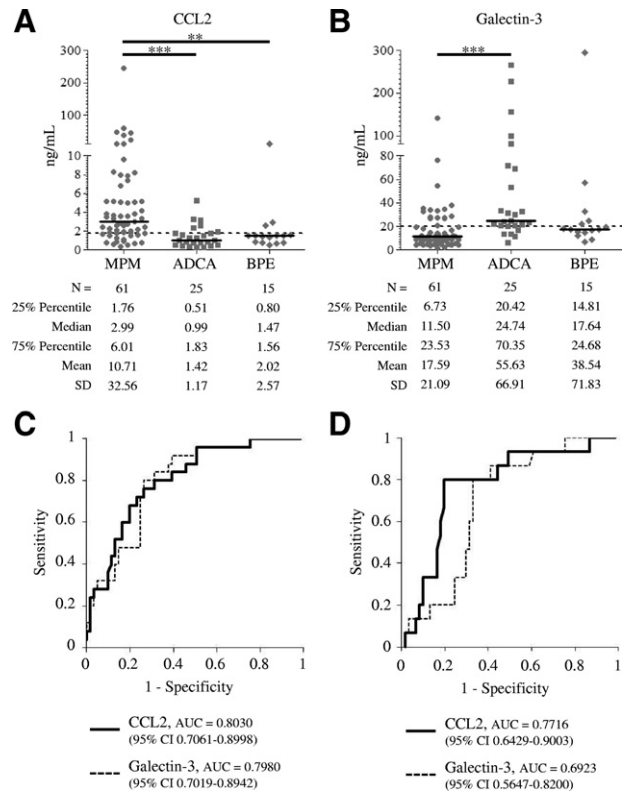 A
CCL2
**
***
300
200
100
10
8
6
4
2
0
ng/mL
MPM ADCA BPE
N = 61 25 15
25% Percentile 1.76 0.51 0.80
Median 2.99 0.99 1.47
75% Percentile 6.01 1.83 1.56
Mean 10.71 1.42 2.02
SD 32.56 1.17 2.57
B
Galectin-3
***
300
200
100
80
60
40
20
0
ng/mL
MPM ADCA BPE
N = 61 25 15
25% Percentile 6.73 20.42 14.81
Median 11.50 24.74 17.64
75% Percentile 23.53 70.35 24.68
Mean 17.59 55.63 38.54
SD 21.09 66.91 71.83
C
1
0.8
0.6
0.4
0.2
0
Sensitivity
0 0.2 0.4 0.6 0.8 1
1 - Specificity
CCL2, AUC = 0.8030
(95% CI 0.7061-0.8998)
Galectin-3, AUC = 0.7980
(95% CI 0.7019-0.8942)
D
1
0.8
0.6
0.4
0.2
0
Sensitivity
0 0.2 0.4 0.6 0.8 1
1 - Specificity
CCL2, AUC = 0.7716
(95% CI 0.6429-0.9003)
Galectin-3, AUC = 0.6923
(95% CI 0.5647-0.8200)